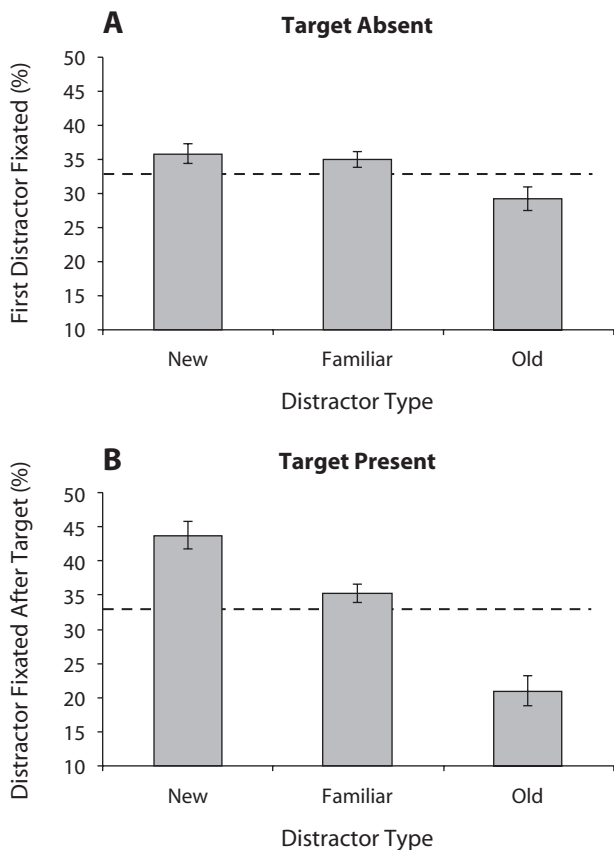 A Target Absent
First Distractor Fixated (%)
50
45
40
35
30
25
20
15
10
New Familiar Old
Distractor Type
B Target Present
Distractor Fixated After Target (%)
50
45
40
35
30
25
20
15
10
New Familiar Old
Distractor Type